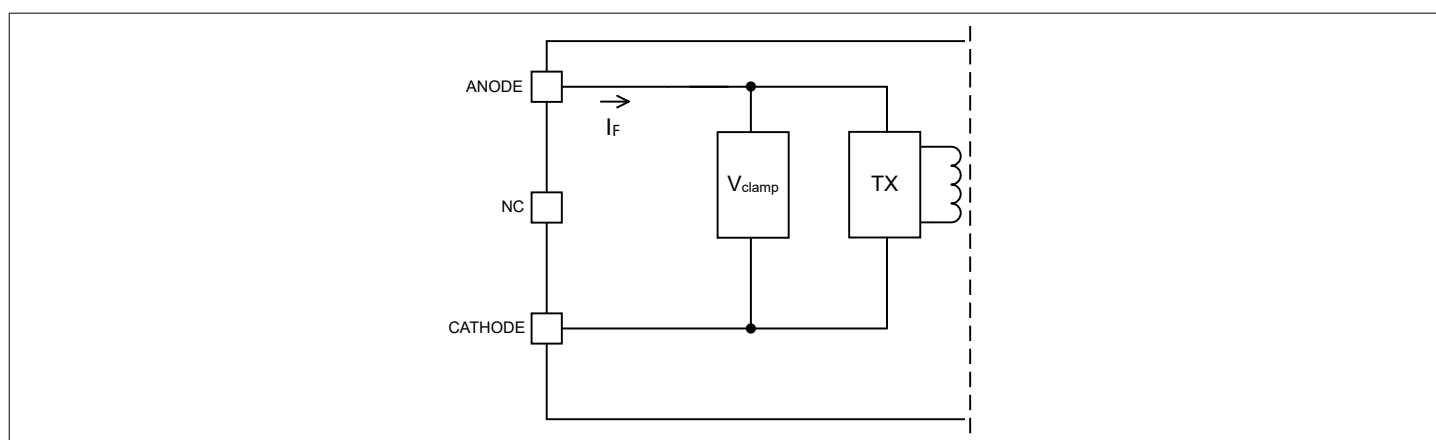 ANODE
IF
Vclamp
TX
NC
CATHODE